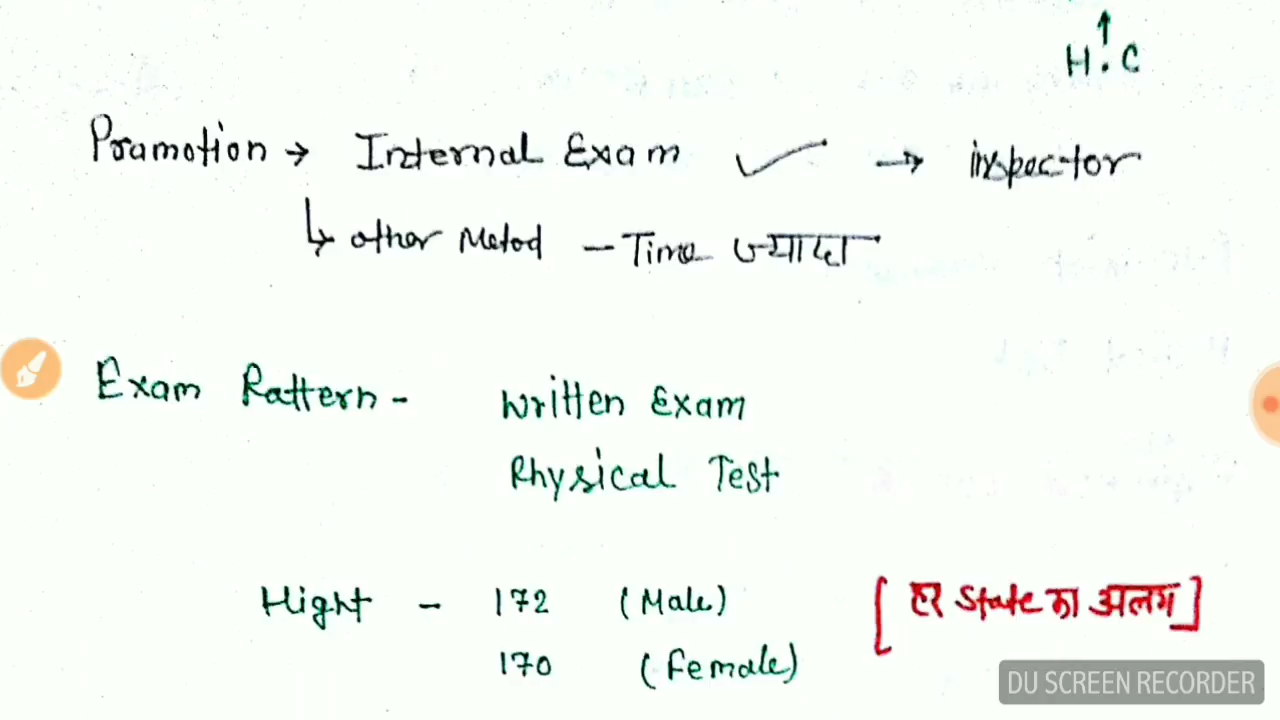 H.C
Pramotion → Internal Exam ✓ → inspector
↳ other Metod - Time ज्यादा
Exam Pattern - Written Exam
Physical Test
Hight - 172 (Male) [हर State का अलग]
170 (Female)
DU SCREEN RECORDER